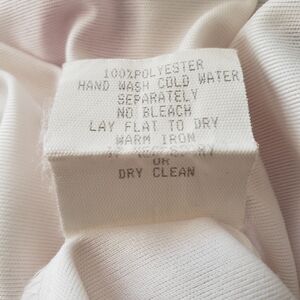 100%POLYESTER
HAND WASH COLD WATER
SEPARATELY
NO BLEACH
LAY FLAT TO DRY
WARM IRON
OR
DRY CLEAN